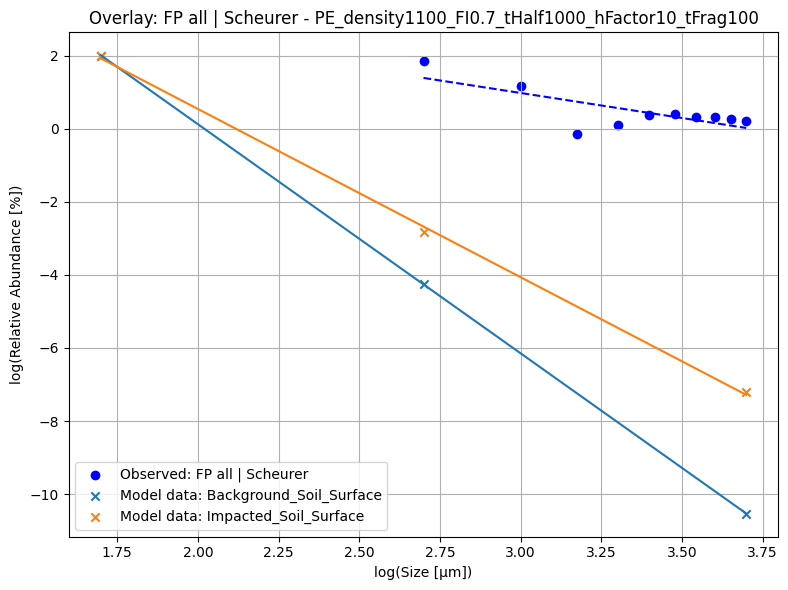 Overlay: FP all | Scheurer - PE_density1100_FI0.7_tHalf1000_hFactor10_tFrag100
log(Relative Abundance [%])
2
0
−2
−4
−6
−8
−10
Observed: FP all | Scheurer
Model data: Background_Soil_Surface
Model data: Impacted_Soil_Surface
1.75
2.00
2.25
2.50
2.75
3.00
3.25
3.50
3.75
log(Size [μm])